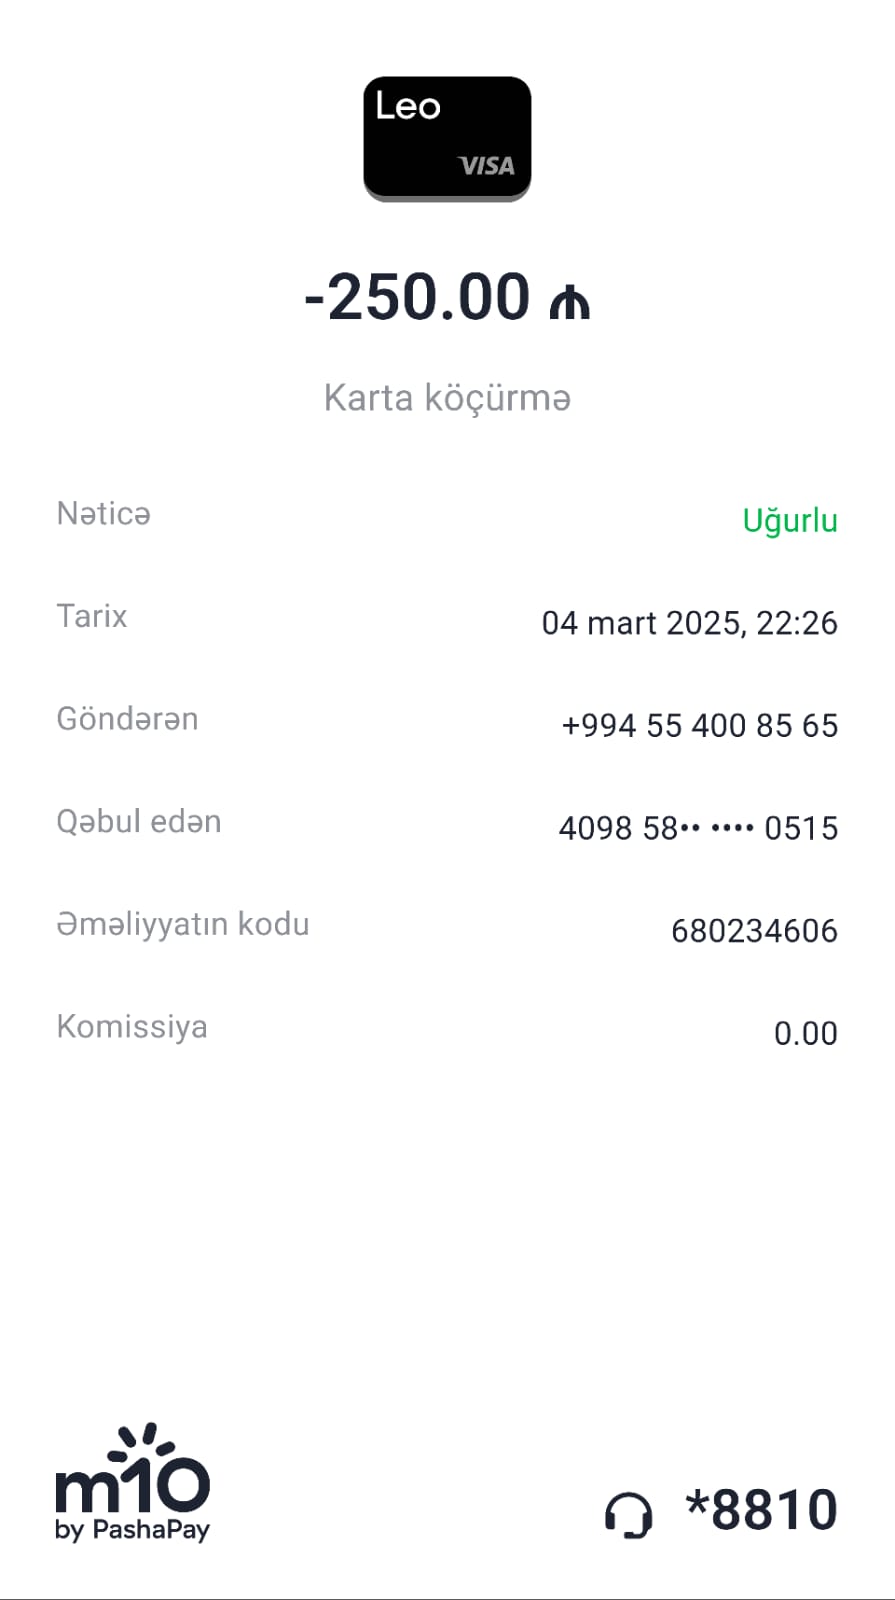 Leo
VISA
-250.00 ₼
Karta köçürmə
Nəticə
Uğurlu
Tarix
04 mart 2025, 22:26
Göndərən
+994 55 400 85 65
Qəbul edən
4098 58•• •••• 0515
Əməliyyatın kodu
680234606
Komissiya
0.00
m10
by PashaPay
*8810